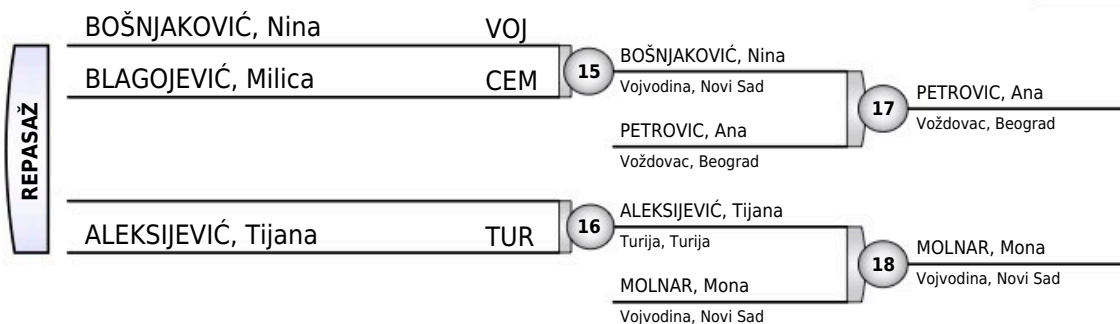 REPASAŽ
BOŠNJAKOVIĆ, Nina VOJ
BLAGOJEVIĆ, Milica CEM
15
BOŠNJAKOVIĆ, Nina
Vojvodina, Novi Sad
PETROVIC, Ana
Voždovac, Beograd
17
PETROVIC, Ana
Voždovac, Beograd
ALEKSIJEVIĆ, Tijana TUR
16
ALEKSIJEVIĆ, Tijana
Turija, Turija
MOLNAR, Mona
Vojvodina, Novi Sad
18
MOLNAR, Mona
Vojvodina, Novi Sad